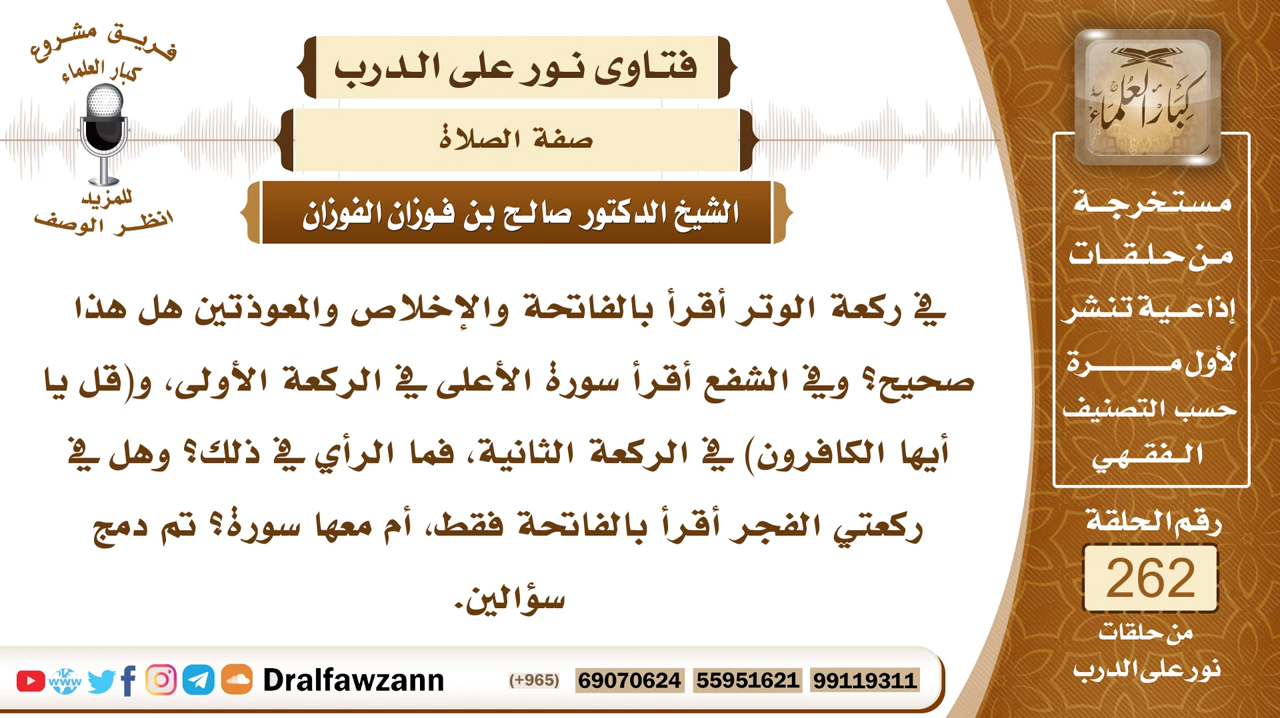 فريق مشروع
كبار العلماء
للمزيد
انظر الوصف
فتاوى نور على الدرب
صفة الصلاة
الشيخ الدكتور صالح بن فوزان الفوزان
في ركعة الوتر أقرأ بالفاتحة والإخلاص والمعوذتين هل هذا
صحيح؟ وفي الشفع أقرأ سورة الأعلى في الركعة الأولى، و(قل يا
أيها الكافرون) في الركعة الثانية، فما الرأي في ذلك؟ وهل في
ركعتي الفجر أقرأ بالفاتحة فقط، أم معها سورة؟ تم دمج
سؤالين.
كبار العلماء
مستخرجة
من حلقات
إذاعية تنشر
لأول مرة
حسب التصنيف
الفقهي
رقم الحلقة
262
من حلقات
نور على الدرب
www Dralfawzann (+965) 69070624 55951621 99119311